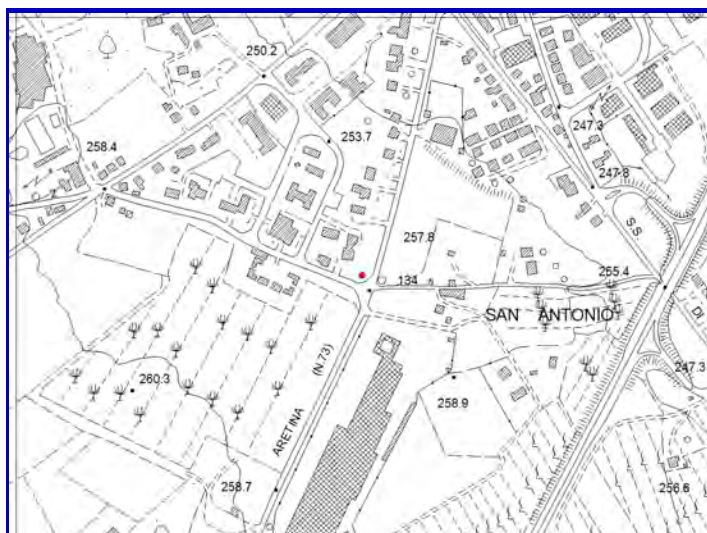 250.2
247.3
253.7
258.4
247.8
S.S
257.8
255.4
134
SAN ANTONIO
DI
(N.73)
247.3
260.3
258.9
ARETINA
258.7
256.6